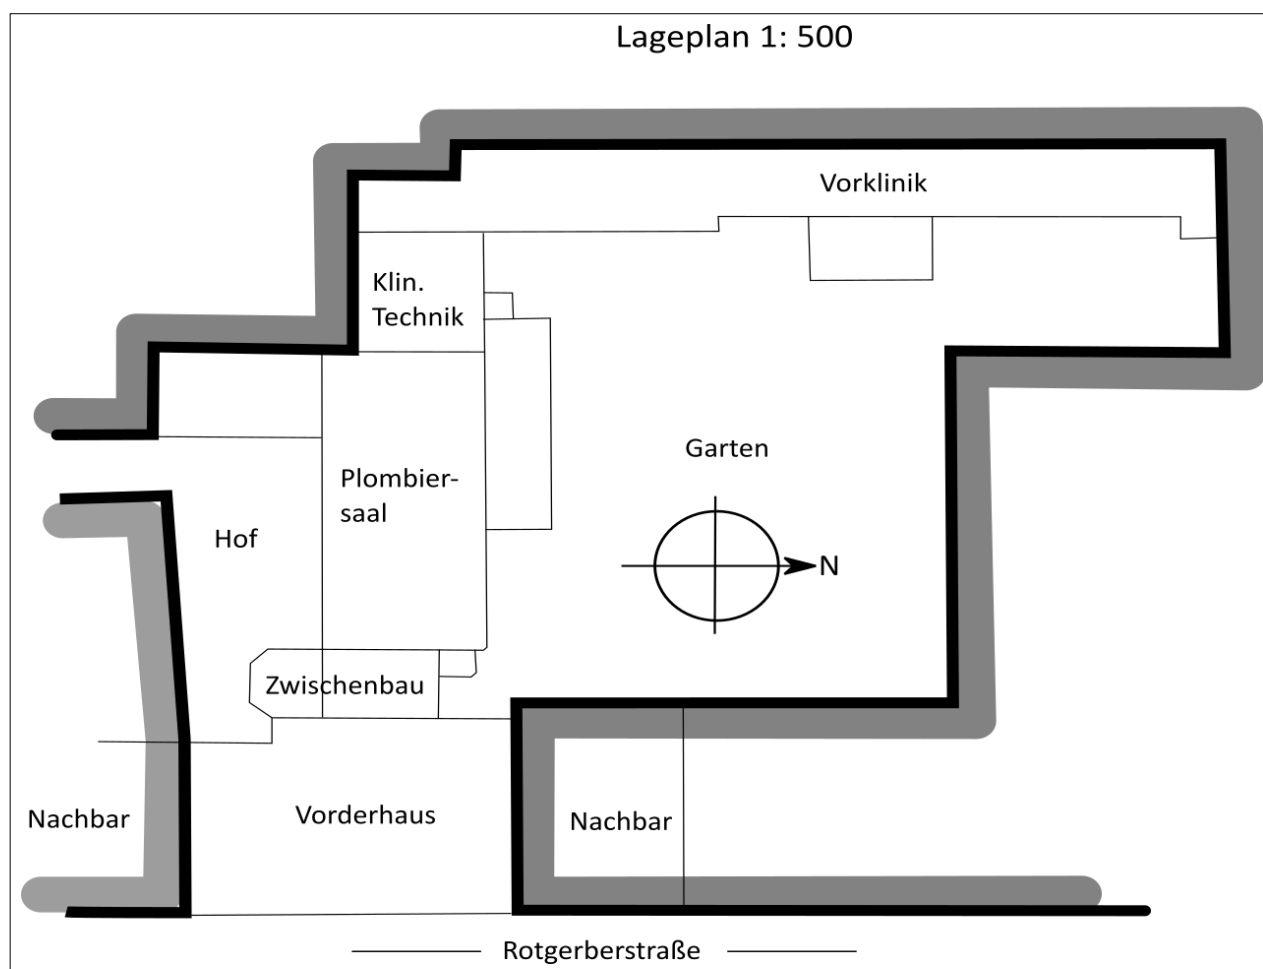 Lageplan 1: 500
Vorklinik
Klin.
Technik
Garten
Plombier-
saal
Hof
N
Zwischenbau
Nachbar
Vorderhaus
Nachbar
Rotgerberstraße